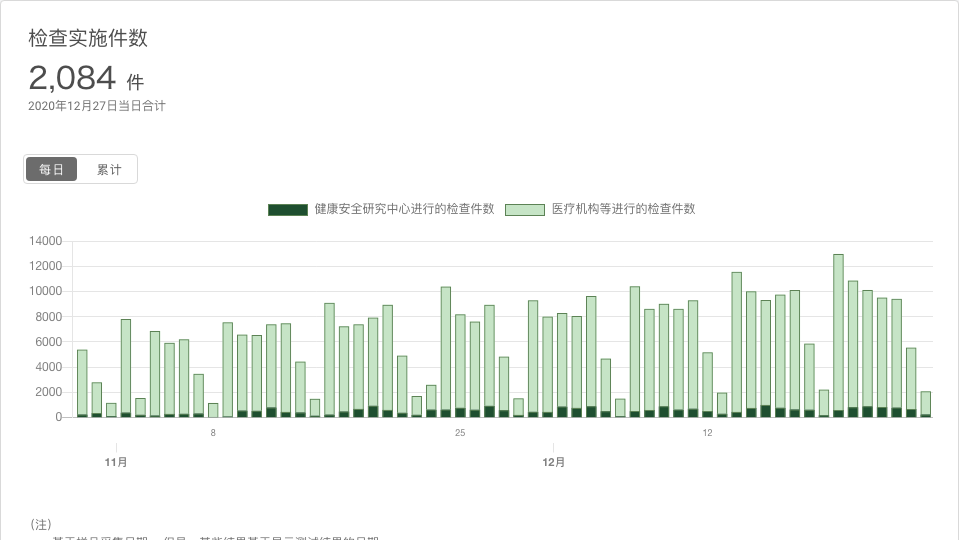 检查实施件数
2,084 件
2020年12月27日当日合计
每日 累计
健康安全研究中心进行的检查件数 医疗机构等进行的检查件数
14000
12000
10000
8000
6000
4000
2000
0
8 25 12
11月 12月
(注)